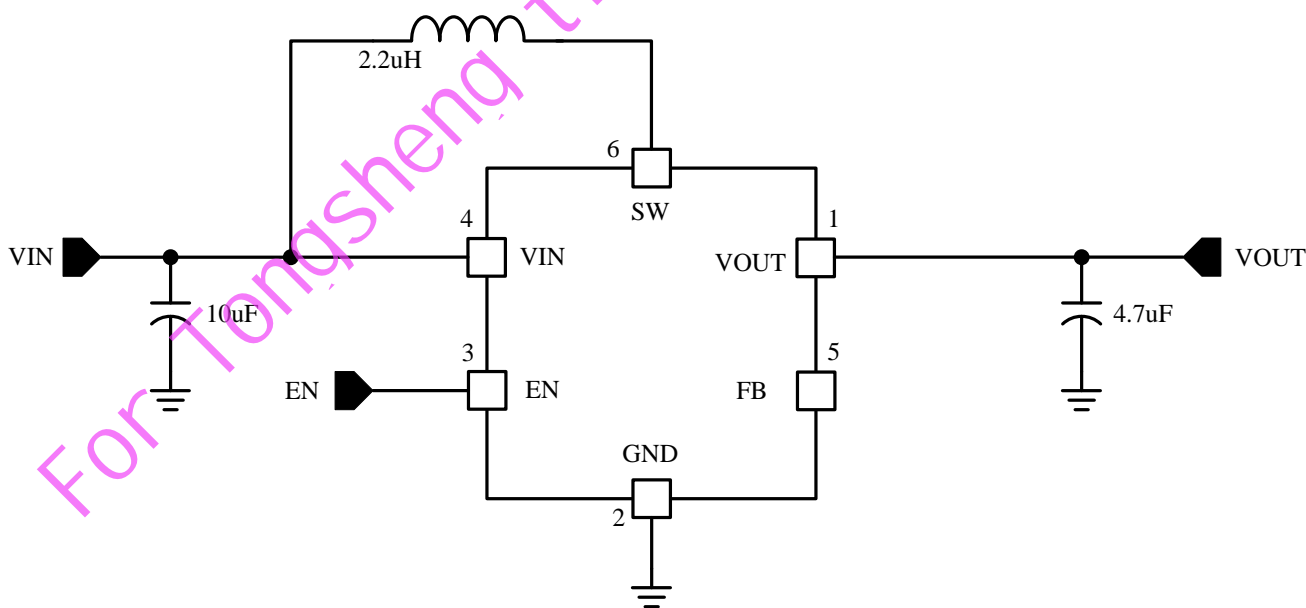 2.2uH
6
SW
4
1
VIN
VIN
VOUT
VOUT
10uF
4.7uF
3
5
EN
EN
FB
GND
2
For Tongsheng